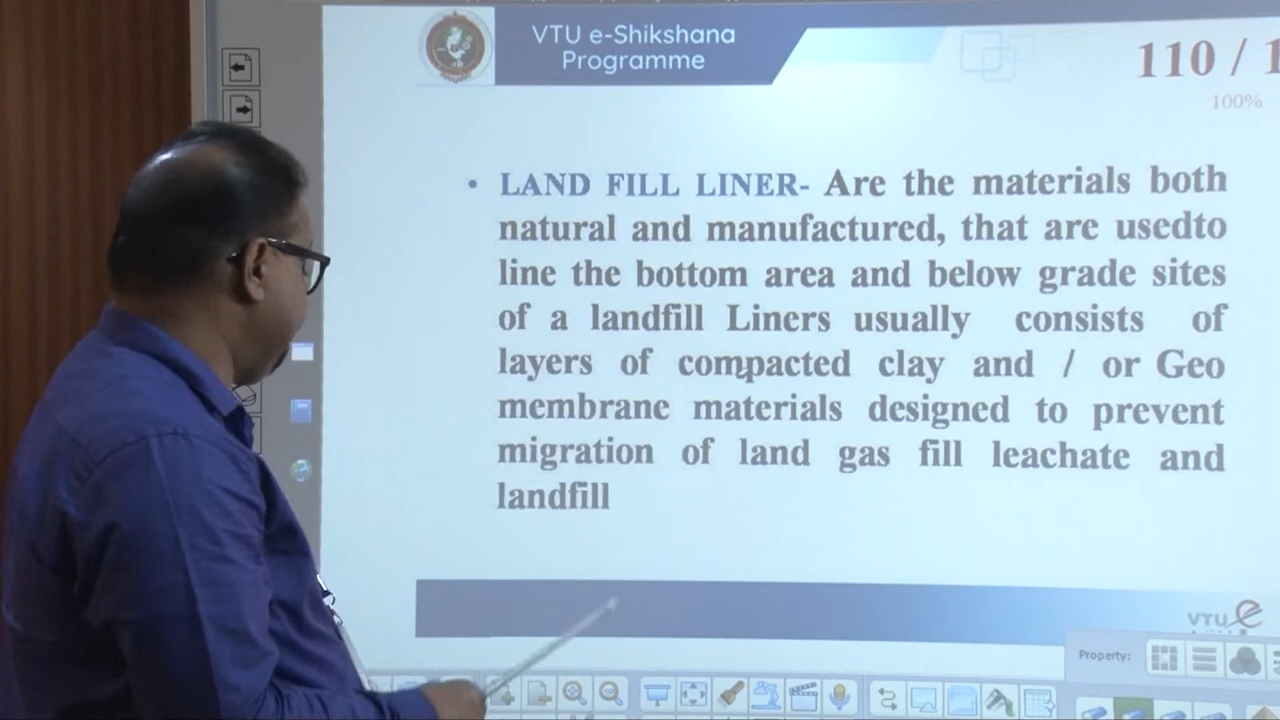 VTU e-Shikshana
Programme
110 / 1
100%
• LAND FILL LINER- Are the materials both
natural and manufactured, that are usedto
line the bottom area and below grade sites
of a landfill Liners usually consists of
layers of compacted clay and / or Geo
membrane materials designed to prevent
migration of land gas fill leachate and
landfill
VTU e
Property: